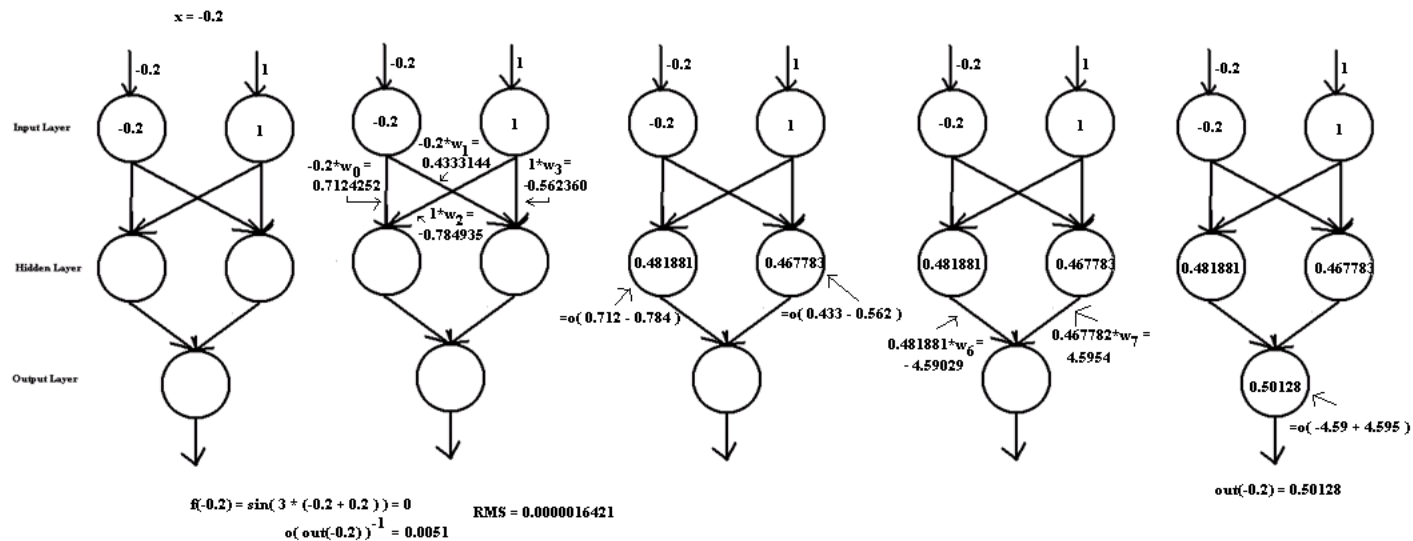 x = -0.2
-0.2 1 -0.2 1 -0.2 1 -0.2 1 -0.2 1
Input Layer -0.2 1 -0.2 1 -0.2 1 -0.2 1 -0.2 1
-0.2*w0=
0.7124252
-0.2*w1=
0.4333144
1*w3=
-0.562360
1*w2=
-0.784935
Hidden Layer 0.481881 0.467783 0.481881 0.467783 0.481881 0.467783
=o( 0.712 - 0.784 )
=o( 0.433 - 0.562 )
0.481881*w6=
- 4.59029
0.467782*w7=
4.5954
Output Layer 0.50128
=o( -4.59 + 4.595 )
out(-0.2) = 0.50128
f(-0.2) = sin( 3 * (-0.2 + 0.2 ) ) = 0
o( out(-0.2) )-1 = 0.0051
RMS = 0.0000016421